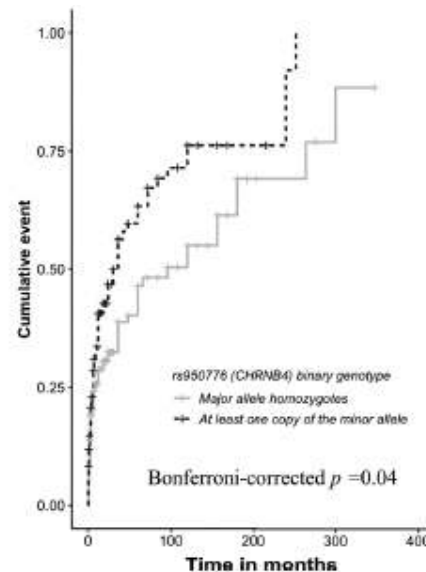 1.00
0.75
0.50
0.25
0.00
Cumulative event
rs950776 (CHRNB4) binary genotype
Major allele homozygotes
At least one copy of the minor allele
Bonferroni-corrected p =0.04
0 100 200 300 400
Time in months